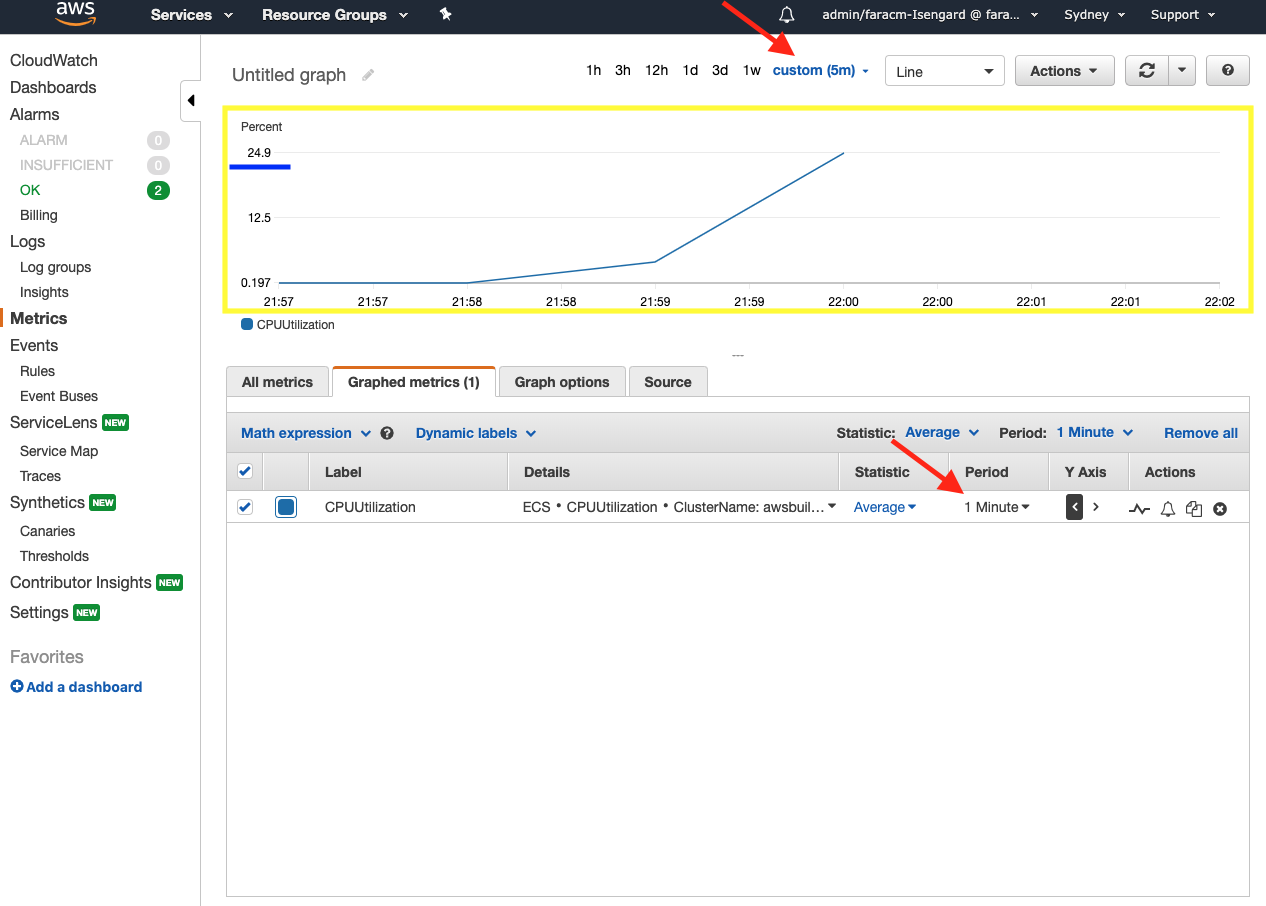 aws
Services
Resource Groups
admin/faracm-Isengard @ fara...
Sydney
Support
CloudWatch
Dashboards
Alarms
ALARM 0
INSUFFICIENT 0
OK 2
Billing
Logs
Log groups
Insights
Metrics
Events
Rules
Event Buses
ServiceLens NEW
Service Map
Traces
Synthetics NEW
Canaries
Thresholds
Contributor Insights NEW
Settings NEW
Favorites
Add a dashboard
Untitled graph
1h 3h 12h 1d 3d 1w custom (5m)
Line
Actions
?
Percent
24.9
12.5
0.197
21:57 21:57 21:58 21:58 21:59 21:59 22:00 22:00 22:01 22:01 22:02
CPUUtilization
All metrics
Graphed metrics (1)
Graph options
Source
Math expression ?
Dynamic labels
Statistic: Average
Period: 1 Minute
Remove all
Label Details Statistic Period Y Axis Actions
CPUUtilization ECS • CPUUtilization • ClusterName: awsbuil... Average 1 Minute